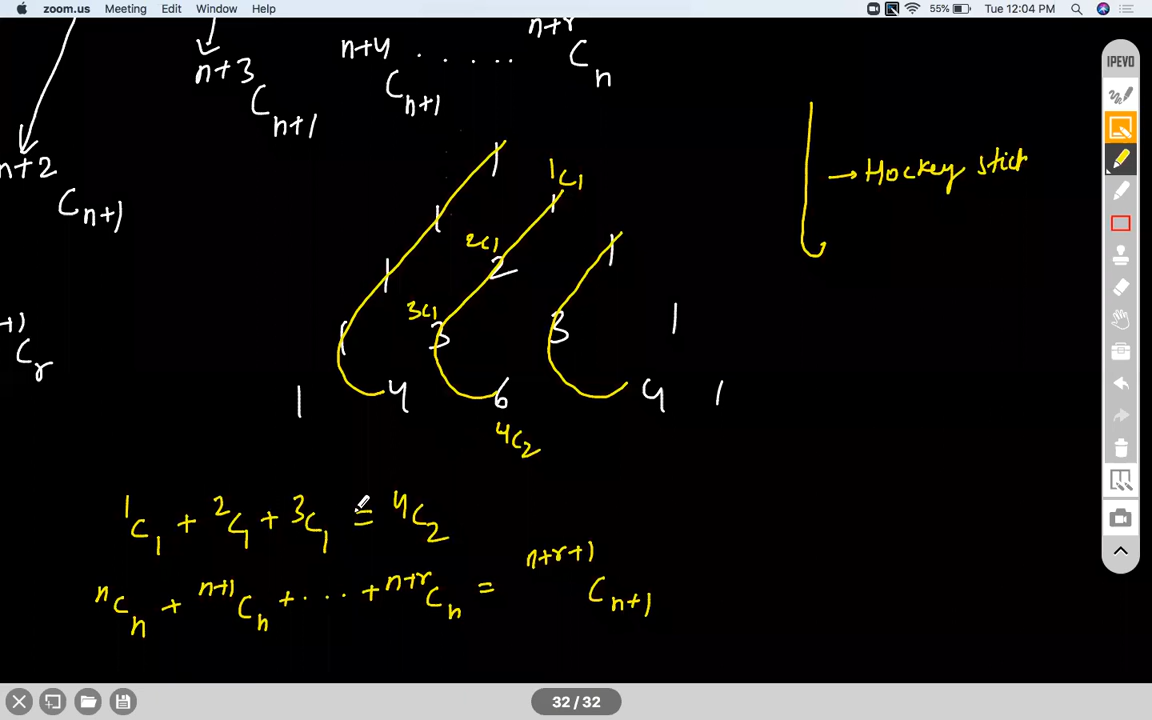 zoom.us Meeting Edit Window Help 55% Tue 12:04 PM
IPEVO
n+3 C n+1
n+4 C n+1 ..... n+r C n
n+2 C n+1
+1) C r
1
1 1C1 1
→ Hockey stick
1 2C1 2 1
1 3C1 3 3 1
1 4 6 4 1
4C2
1C1 + 2C1 + 3C1 = 4C2
nCn + n+1Cn + .... + n+rCn = n+r+1Cn+1
32 / 32